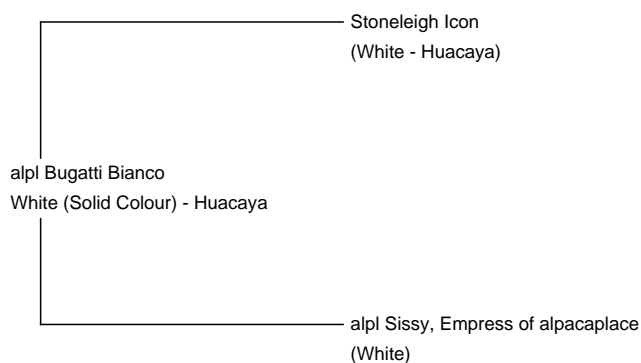 Stoneleigh Icon
(White - Huacaya)
alpl Bugatti Bianco
White (Solid Colour) - Huacaya
alpl Sissy, Empress of alpacaplace
(White)